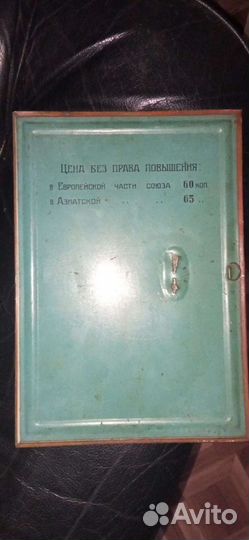 Цена без права повышения:
в Европейской части союза 60 коп.
в Азиатской " .. .. 65 ..
Avito